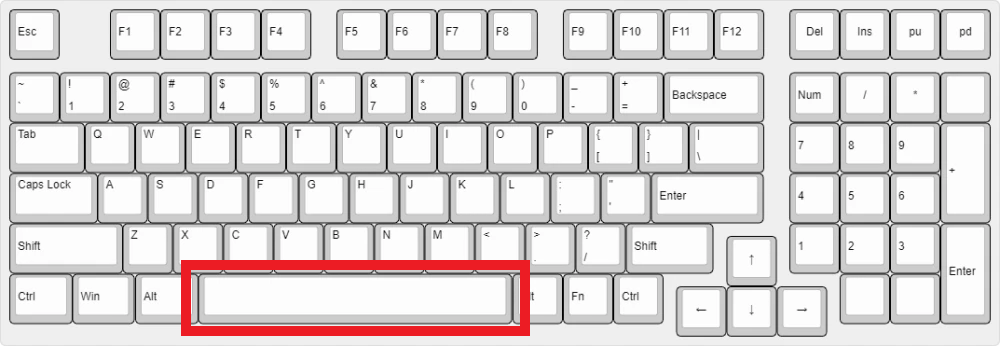 Esc F1 F2 F3 F4 F5 F6 F7 F8 F9 F10 F11 F12 Del Ins pu pd
~ ! @ # $ % ^ & * ( ) _ +
` 1 2 3 4 5 6 7 8 9 0 - = Backspace Num / *
Tab Q W E R T Y U I O P { } |
[ ] \ 7 8 9 +
Caps Lock A S D F G H J K L : "
; ' Enter 4 5 6
Shift Z X C V B N M < > ? Shift
. / 1 2 3 ↑ Enter
Ctrl Win Alt Fn Ctrl ← ↓ →